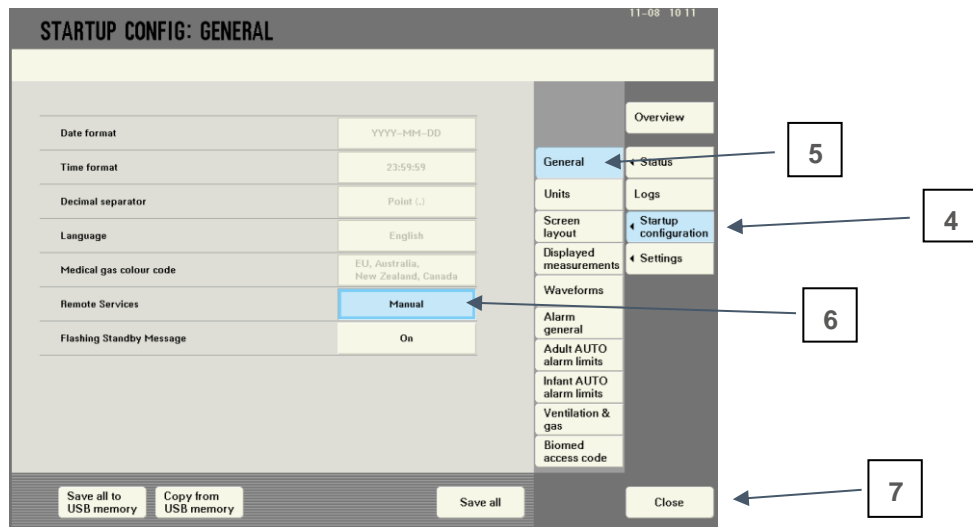 11-08 10 11
STARTUP CONFIG: GENERAL
Overview
Date format
YYYY-MM-DD
Time format
23:59:59
General
Status
5
Units
Logs
Decimal separator
Point (.)
Screen
layout
Startup
configuration
4
Language
English
Displayed
measurements
Settings
Medical gas colour code
EU, Australia,
New Zealand, Canada
Waveforms
Remote Services
Manual
6
Alarm
general
Flashing Standby Message
On
Adult AUTO
alarm limits
Infant AUTO
alarm limits
Ventilation &
gas
Biomed
access code
Save all to
USB memory
Copy from
USB memory
Save all
Close
7